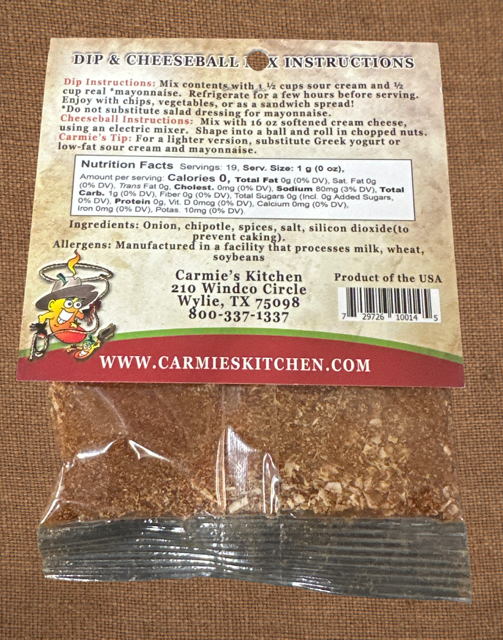 DIP & CHEESEBALL MIX INSTRUCTIONS
Dip Instructions: Mix contents with 1 ½ cups sour cream and ½
cup real *mayonnaise. Refrigerate for a few hours before serving.
Enjoy with chips, vegetables, or as a sandwich spread!
*Do not substitute salad dressing for mayonnaise.
Cheeseball Instructions: Mix with 16 oz softened cream cheese,
using an electric mixer. Shape into a ball and roll in chopped nuts.
Carmie's Tip: For a lighter version, substitute Greek yogurt or
low-fat sour cream and mayonnaise.
Nutrition Facts Servings: 19, Serv. Size: 1 g (0 oz),
Amount per serving: Calories 0, Total Fat 0g (0% DV), Sat. Fat 0g
(0% DV), Trans Fat 0g, Cholest. 0mg (0% DV), Sodium 80mg (3% DV), Total
Carb. 1g (0% DV), Fiber 0g (0% DV), Total Sugars 0g (Incl. 0g Added Sugars,
0% DV), Protein 0g, Vit. D 0mcg (0% DV), Calcium 0mg (0% DV),
Iron 0mg (0% DV), Potas. 10mg (0% DV).
Ingredients: Onion, chipotle, spices, salt, silicon dioxide(to
prevent caking).
Allergens: Manufactured in a facility that processes milk, wheat,
soybeans
Carmie's Kitchen
210 Windco Circle
Wylie, TX 75098
800-337-1337
Product of the USA
7 29726 10014 5
WWW.CARMIESKITCHEN.COM